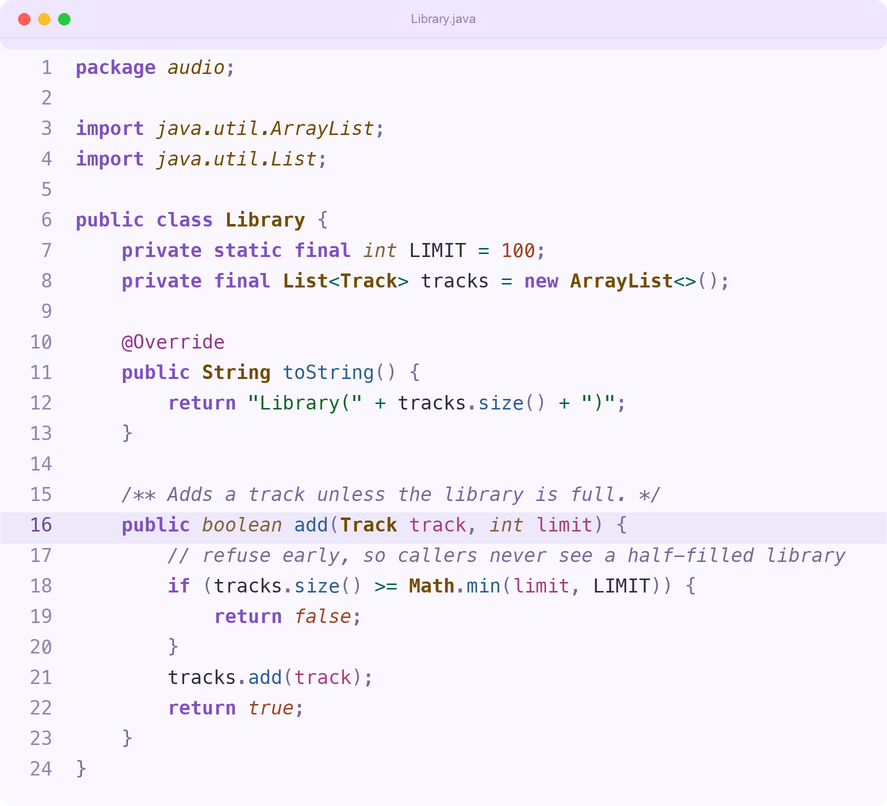 Library.java
1 package audio;
2
3 import java.util.ArrayList;
4 import java.util.List;
5
6 public class Library {
7     private static final int LIMIT = 100;
8     private final List<Track> tracks = new ArrayList<>();
9
10     @Override
11     public String toString() {
12         return "Library(" + tracks.size() + ")";
13     }
14
15     /** Adds a track unless the library is full. */
16     public boolean add(Track track, int limit) {
17         // refuse early, so callers never see a half-filled library
18         if (tracks.size() >= Math.min(limit, LIMIT)) {
19             return false;
20         }
21         tracks.add(track);
22         return true;
23     }
24 }